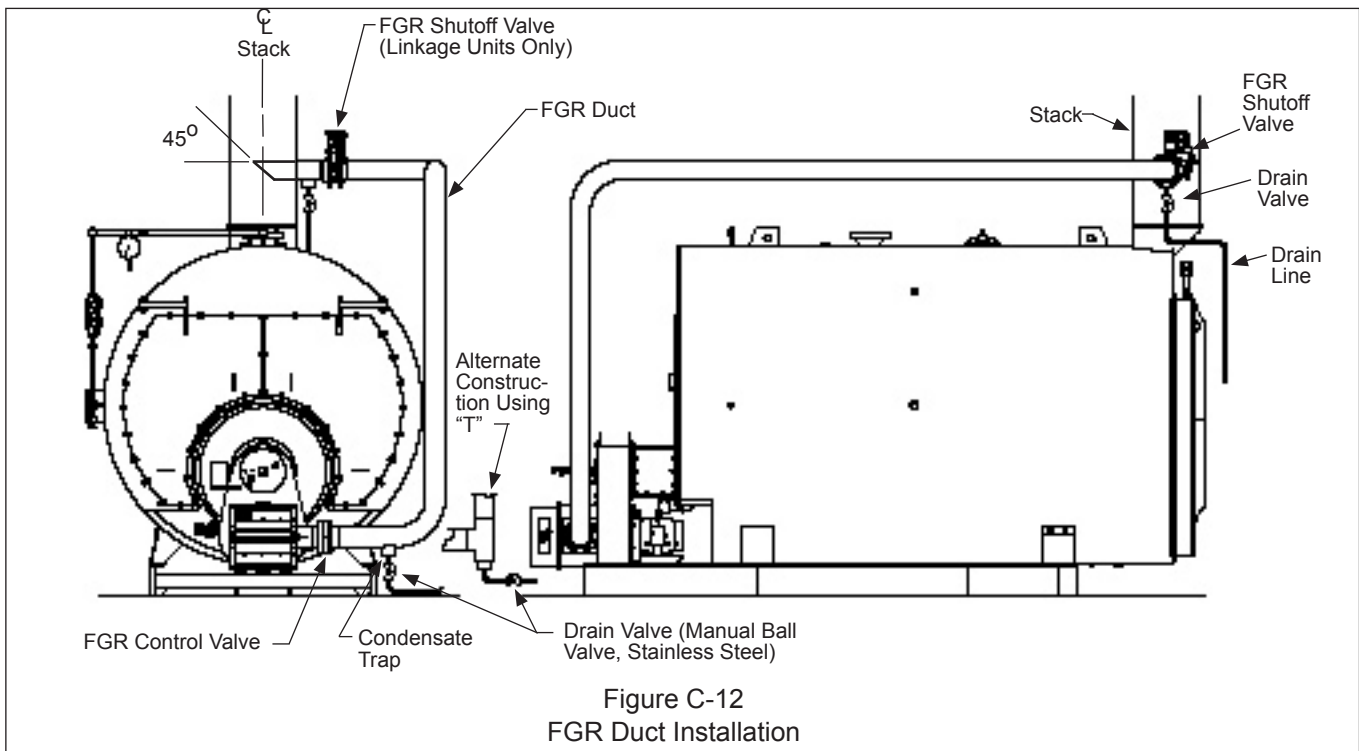 ℄
Stack
FGR Shutoff Valve
(Linkage Units Only)
FGR Duct
45°
Stack
FGR
Shutoff
Valve
Drain
Valve
Drain
Line
Alternate
Construc-
tion Using
“T”
FGR Control Valve
Condensate
Trap
Drain Valve (Manual Ball
Valve, Stainless Steel)
Figure C-12
FGR Duct Installation